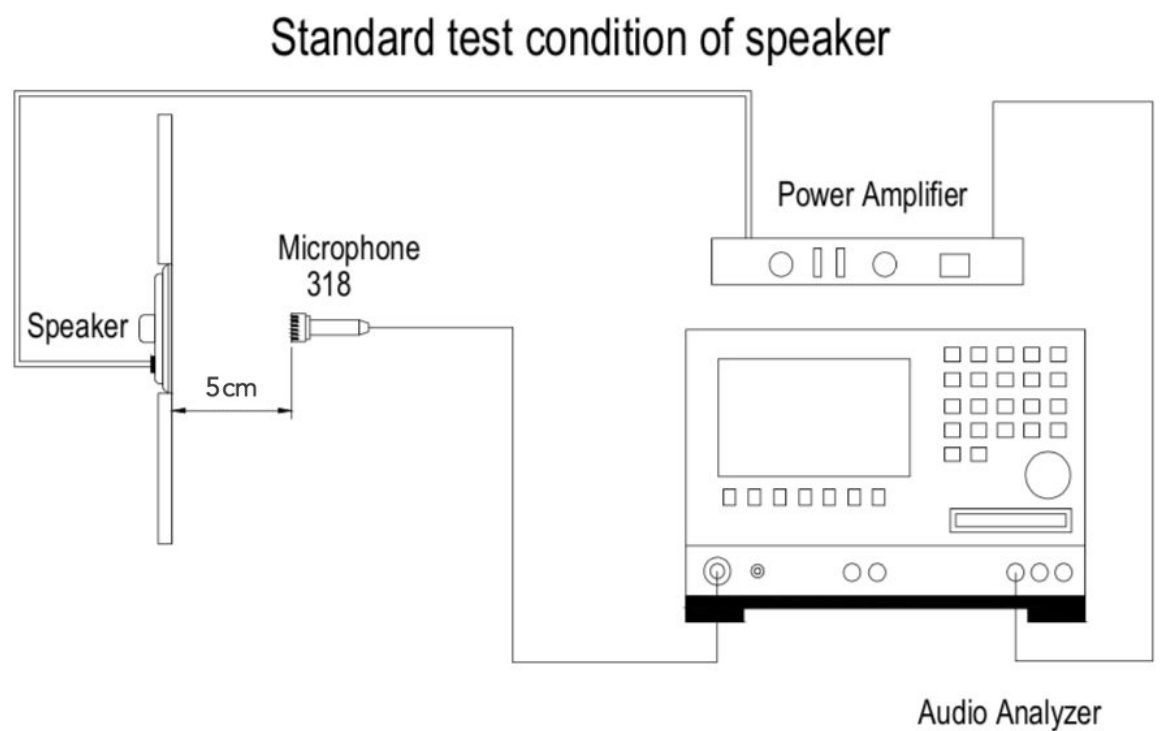 Standard test condition of speaker
Power Amplifier
Microphone
318
Speaker
5cm
Audio Analyzer